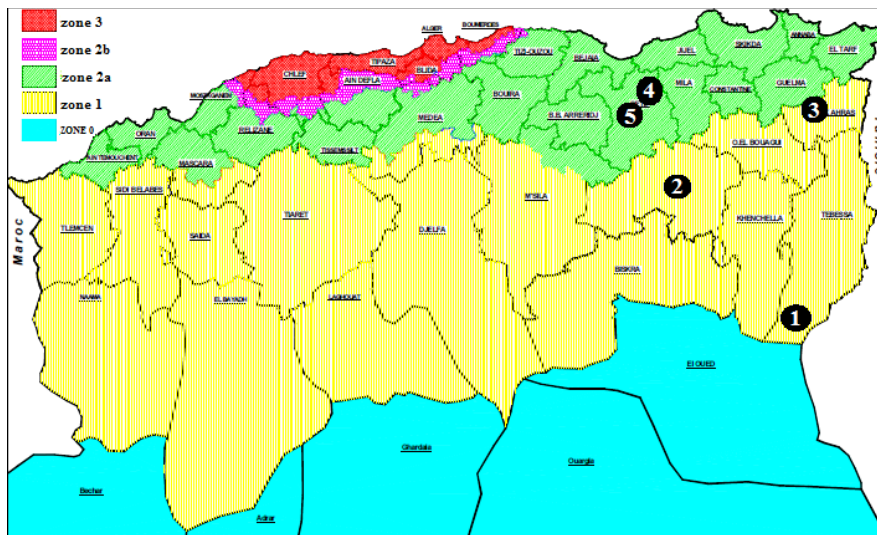 zone 3
zone 2b
zone 2a
zone 1
ZONE 0
ALGER
BOUMERDES
TIPAZA
CHLEF
BLIDA
AIN DEFLA
TIZI-OUZOU
BEJAIA
JIJEL
SKIKDA
ANNABA
EL TARF
MOSTAGANEM
MEDEA
BOUIRA
B.B. ARRERIDJ
4
5
MILA
CONSTANTINE
GUELMA
3
AHRAS
ORAN
RELIZANE
AIN TEMOUCHENT
MASCARA
TISSEMSILT
O.EL BOUAGUI
SIDI BELABES
2
M'SILA
TLEMCEN
SAIDA
TIARET
DJELFA
KHENCHELLA
TEBESSA
Maroc
BISKRA
NAAMA
EL BAYADH
LAGHOUAT
1
El OUED
Ghardaia
Ouargla
Bechar
Adrar